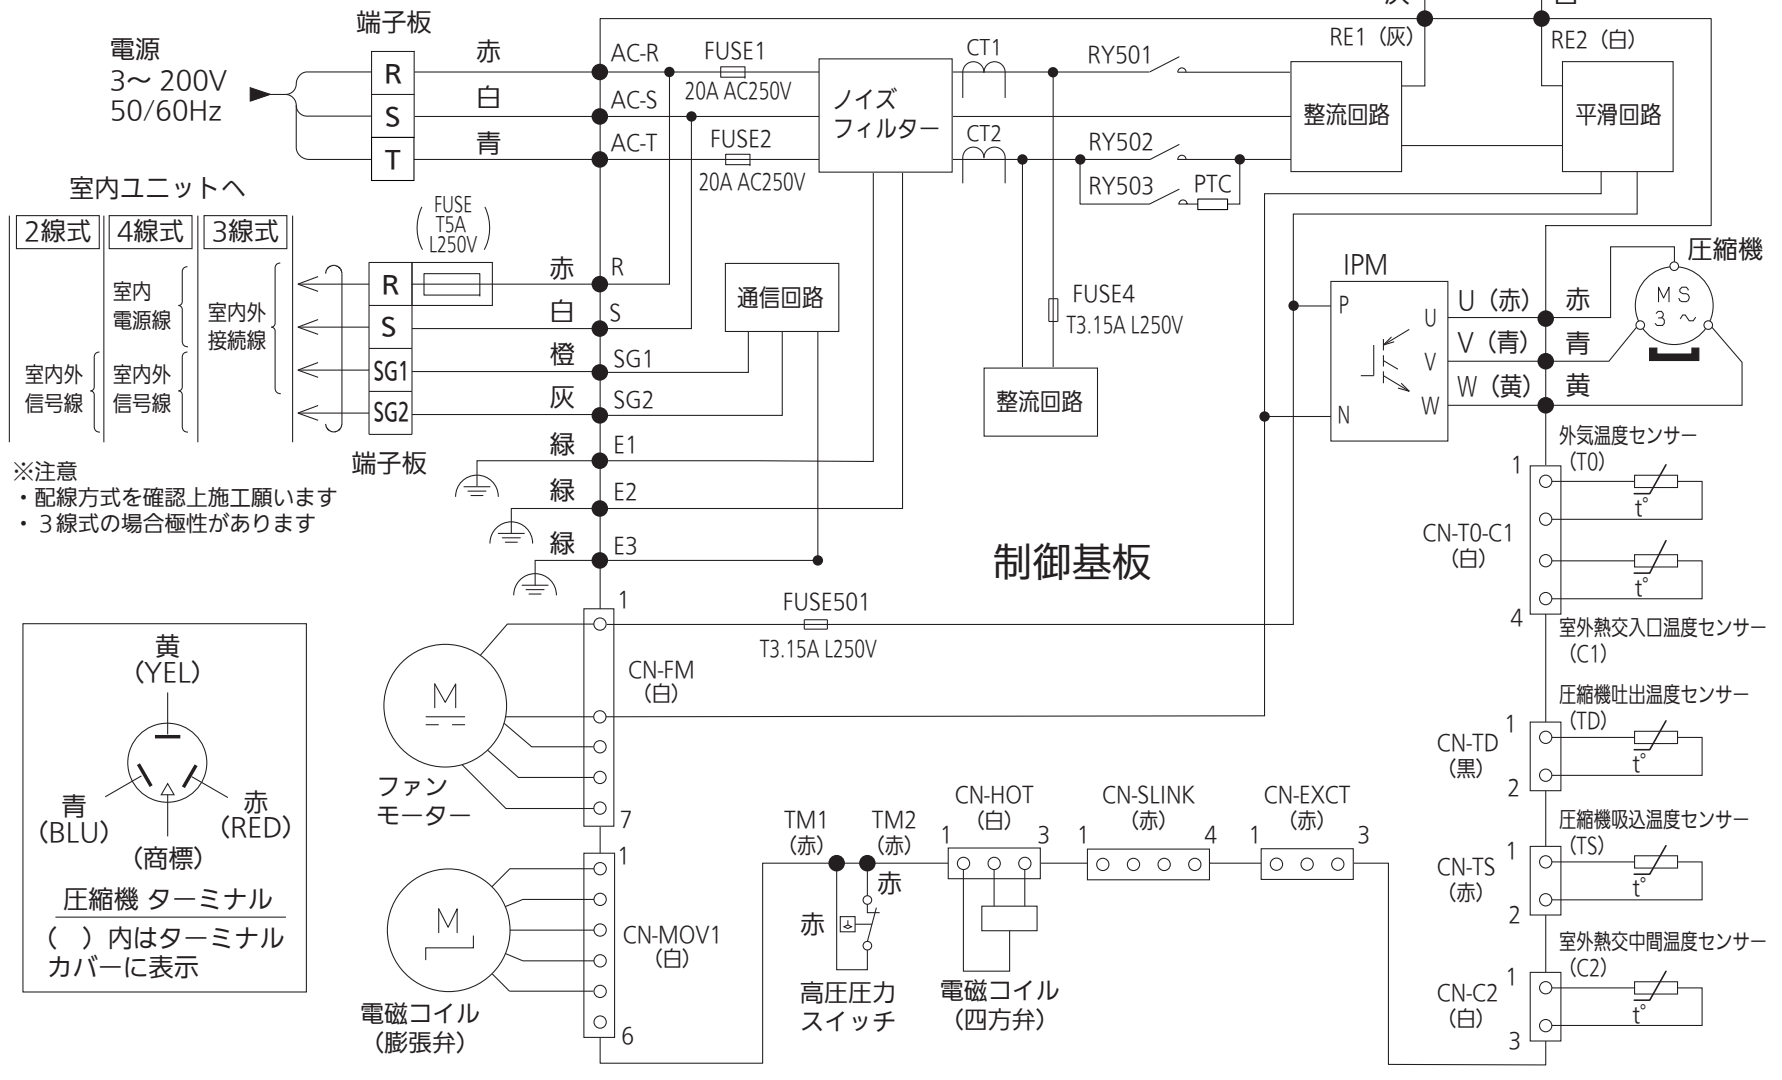 端子板
電源
3～ 200V
50/60Hz
R
S
T
赤
白
青
AC-R
AC-S
AC-T
FUSE1
20A AC250V
FUSE2
20A AC250V
ノイズ
フィルター
CT1
CT2
RY501
RY502
RY503
PTC
RE1（灰）
RE2（白）
整流回路
平滑回路
室内ユニットへ
2線式
4線式
3線式
室内
電源線
室内外
接続線
室内外
信号線
室内外
信号線
(FUSE
T5A
L250V)
R
S
SG1
SG2
端子板
赤
白
橙
灰
緑
緑
緑
R
S
SG1
SG2
E1
E2
E3
通信回路
FUSE4
T3.15A L250V
整流回路
IPM
P
N
U
V
W
U（赤）
V（青）
W（黄）
赤
青
黄
圧縮機
MS
3～
※注意
・配線方式を確認上施工願います
・３線式の場合極性があります
制御基板
外気温度センサー
（T0）
1
t°
CN-T0-C1
（白）
t°
4
室外熱交入口温度センサー
（C1）
圧縮機吐出温度センサー
（TD）
1
CN-TD
（黒）
t°
2
圧縮機吸込温度センサー
（TS）
1
CN-TS
（赤）
t°
2
室外熱交中間温度センサー
（C2）
1
CN-C2
（白）
t°
3
FUSE501
T3.15A L250V
1
CN-FM
（白）
7
M
ファン
モーター
1
CN-MOV1
（白）
6
M
電磁コイル
（膨張弁）
TM1
（赤）
TM2
（赤）
赤
赤
高圧圧力
スイッチ
CN-HOT
（白）
1
3
電磁コイル
（四方弁）
CN-SLINK
（赤）
1
4
CN-EXCT
（赤）
1
3
黄
（YEL）
青
（BLU）
赤
（RED）
（商標）
圧縮機 ターミナル
（　）内はターミナル
カバーに表示